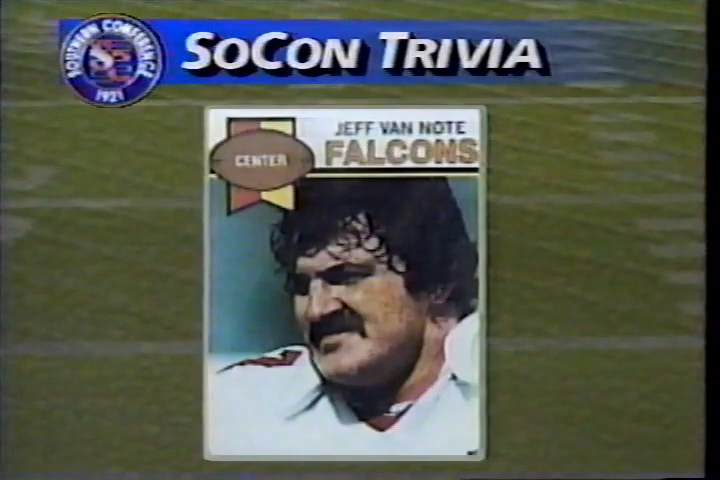 SOUTHERN CONFERENCE
SC
1921
SOCON TRIVIA
JEFF VAN NOTE
FALCONS
CENTER